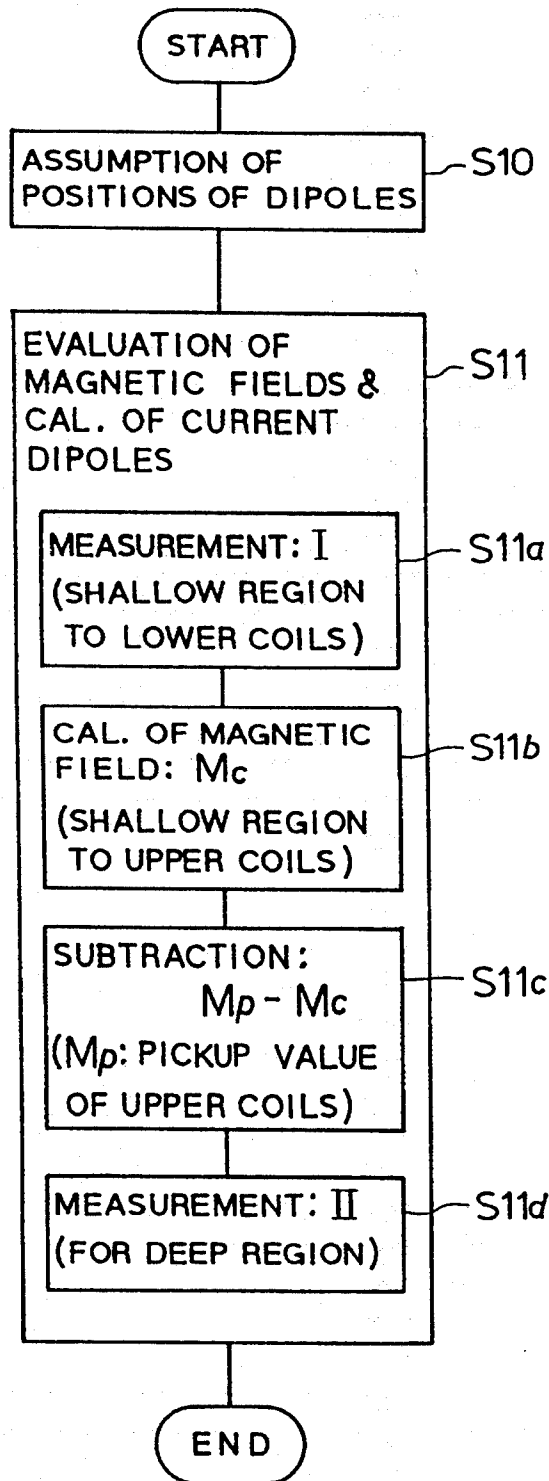 START
ASSUMPTION OF
POSITIONS OF DIPOLES
S10
EVALUATION OF
MAGNETIC FIELDS &
CAL. OF CURRENT
DIPOLES
S11
MEASUREMENT: I
(SHALLOW REGION
TO LOWER COILS)
S11a
CAL. OF MAGNETIC
FIELD: Mc
(SHALLOW REGION
TO UPPER COILS)
S11b
SUBTRACTION:
Mp - Mc
(Mp: PICKUP VALUE
OF UPPER COILS)
S11c
MEASUREMENT: II
(FOR DEEP REGION)
S11d
END